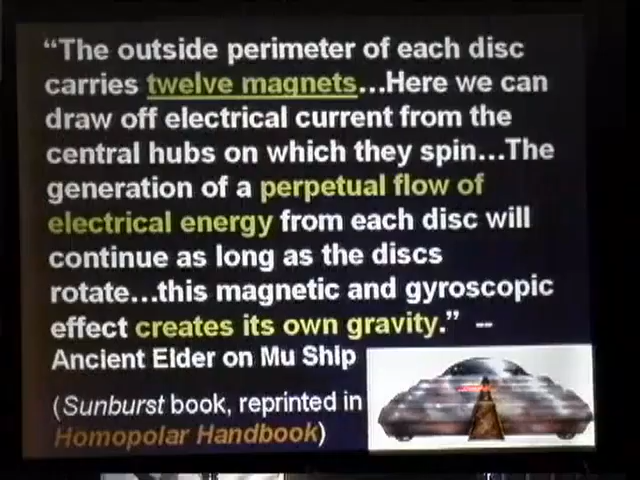 “The outside perimeter of each disc
carries twelve magnets...Here we can
draw off electrical current from the
central hubs on which they spin...The
generation of a perpetual flow of
electrical energy from each disc will
continue as long as the discs
rotate...this magnetic and gyroscopic
effect creates its own gravity.” --
Ancient Elder on Mu Ship
(Sunburst book, reprinted in
Homopolar Handbook)